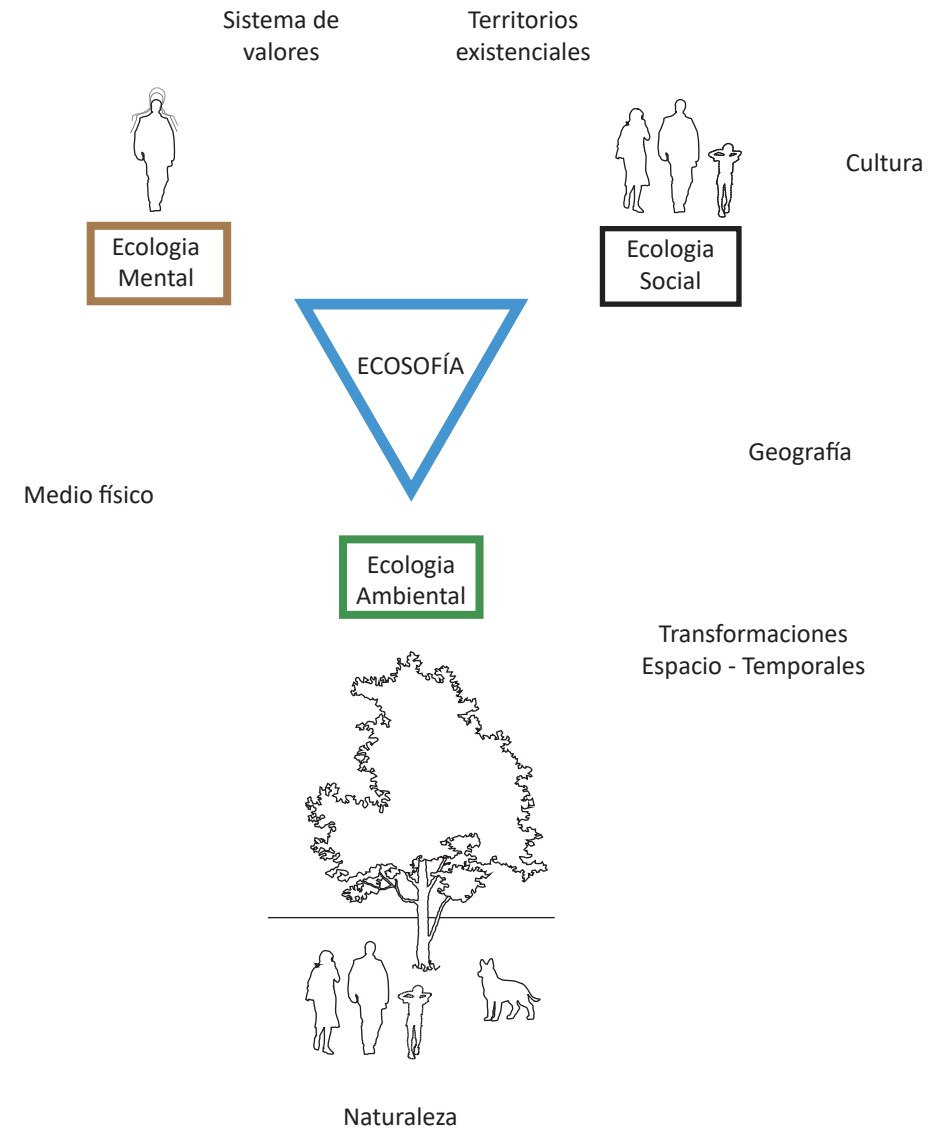 Sistema de
valores
Territorios
existenciales
Cultura
Ecologia
Mental
Ecologia
Social
ECOSOFÍA
Geografía
Medio físico
Ecologia
Ambiental
Transformaciones
Espacio - Temporales
Naturaleza